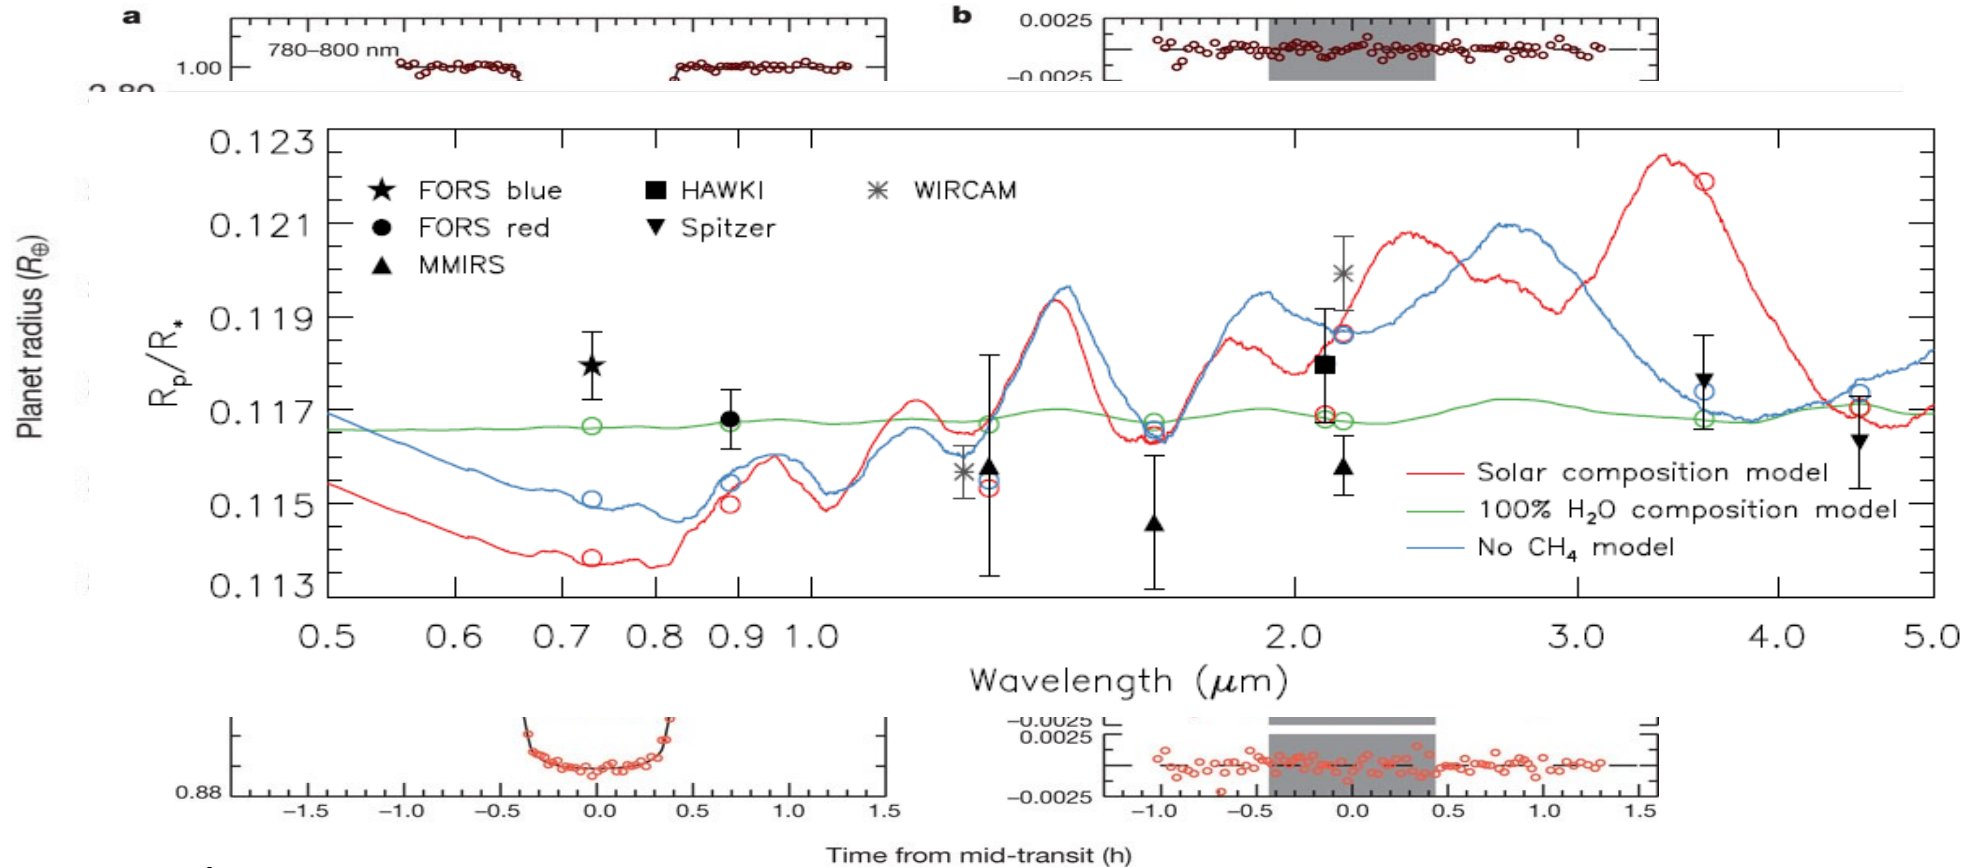 a
b
780–800 nm
1.00
0.0025
−0.0025
Planet radius (R⊕)
Rp/R*
0.123
0.121
0.119
0.117
0.115
0.113
FORS blue
FORS red
MMIRS
HAWKI
Spitzer
WIRCAM
Solar composition model
100% H₂O composition model
No CH₄ model
0.5 0.6 0.7 0.8 0.9 1.0 2.0 3.0 4.0 5.0
Wavelength (μm)
−0.0025
0.0025
−0.0025
0.88
−1.5 −1.0 −0.5 0.0 0.5 1.0 1.5
−1.0 −0.5 0.0 0.5 1.0 1.5
Time from mid-transit (h)